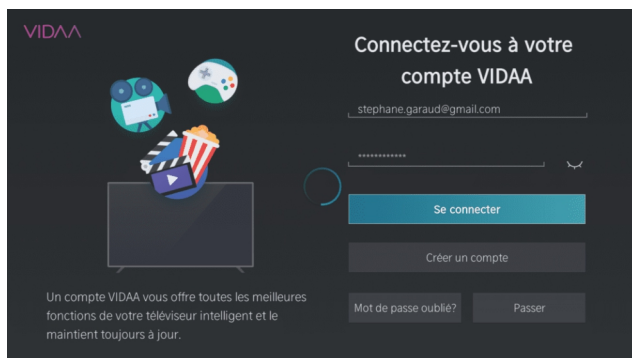 VIDAA
Connectez-vous à votre
compte VIDAA
stephane.garaud@gmail.com
************
Se connecter
Créer un compte
Mot de passe oublié?
Passer
Un compte VIDAA vous offre toutes les meilleures
fonctions de votre téléviseur intelligent et le
maintient toujours à jour.